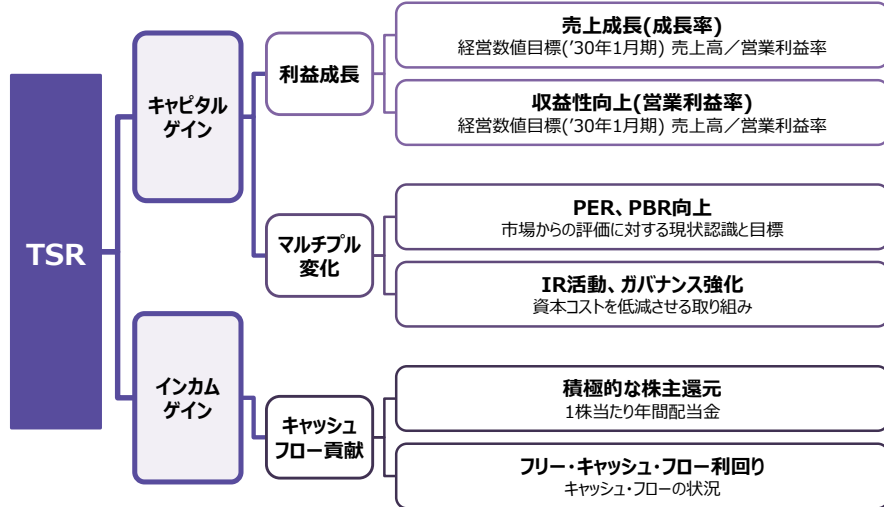 TSR
キャピタル
ゲイン
利益成長
売上成長(成長率)
経営数値目標('30年1月期) 売上高／営業利益率
収益性向上(営業利益率)
経営数値目標('30年1月期) 売上高／営業利益率
マルチプル
変化
PER、PBR向上
市場からの評価に対する現状認識と目標
IR活動、ガバナンス強化
資本コストを低減させる取り組み
インカム
ゲイン
キャッシュ
フロー貢献
積極的な株主還元
1株当たり年間配当金
フリー・キャッシュ・フロー利回り
キャッシュ・フローの状況